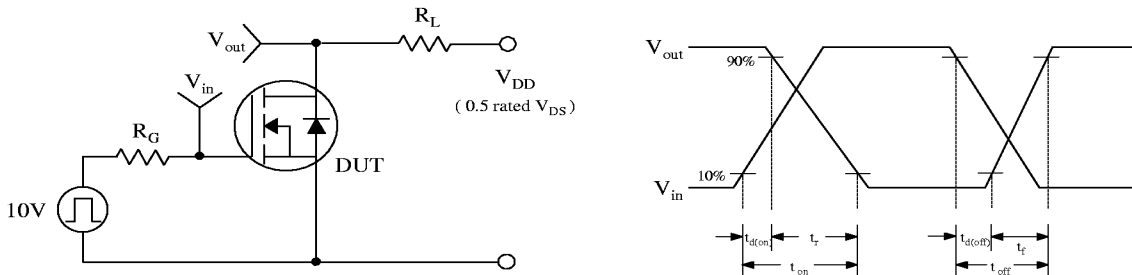 R_L
V_out
V_DD
( 0.5 rated V_DS )
V_in
R_G
DUT
10V
V_out
90%
10%
V_in
t_d(on)
t_r
t_on
t_d(off)
t_f
t_off